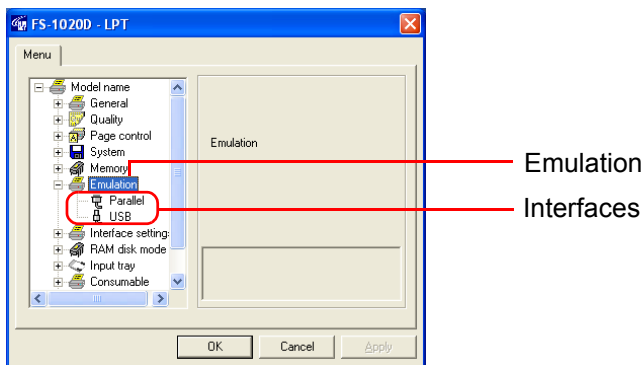 FS-1020D - LPT
Menu
Model name
General
Quality
Page control
System
Memory
Emulation
Parallel
USB
Interface setting:
RAM disk mode
Input tray
Consumable
Emulation
OK Cancel Apply
Emulation
Interfaces